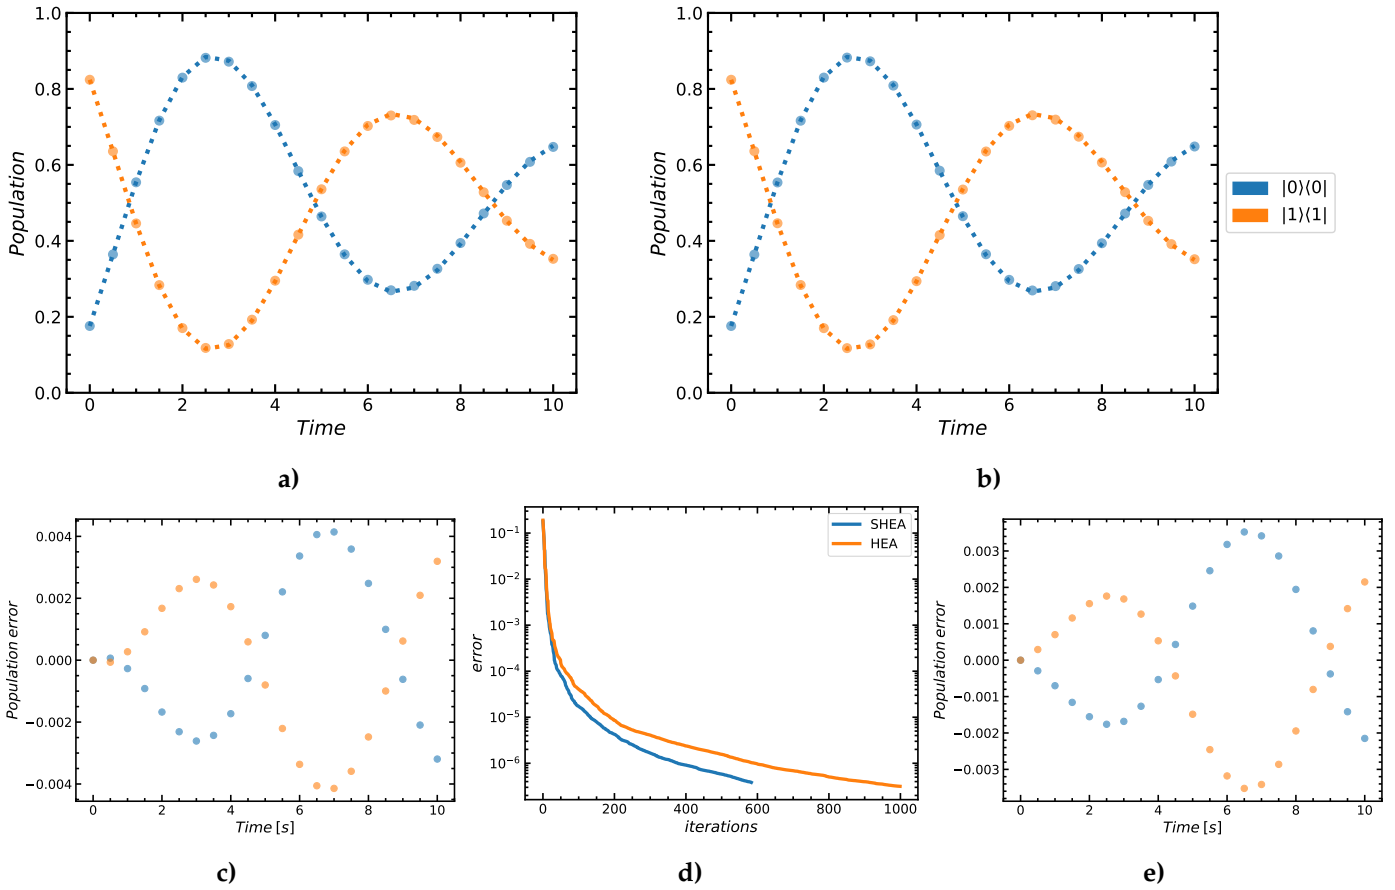 1.0
0.8
0.6
0.4
0.2
0.0
Population
0 2 4 6 8 10
Time
a)
1.0
0.8
0.6
0.4
0.2
0.0
Population
0 2 4 6 8 10
Time
b)
|0⟩⟨0|
|1⟩⟨1|
0.004
0.002
0.000
−0.002
−0.004
Population error
0 2 4 6 8 10
Time [s]
c)
10⁻¹
10⁻²
10⁻³
10⁻⁴
10⁻⁵
10⁻⁶
error
SHEA
HEA
0 200 400 600 800 1000
iterations
d)
0.003
0.002
0.001
0.000
−0.001
−0.002
−0.003
Population error
0 2 4 6 8 10
Time [s]
e)